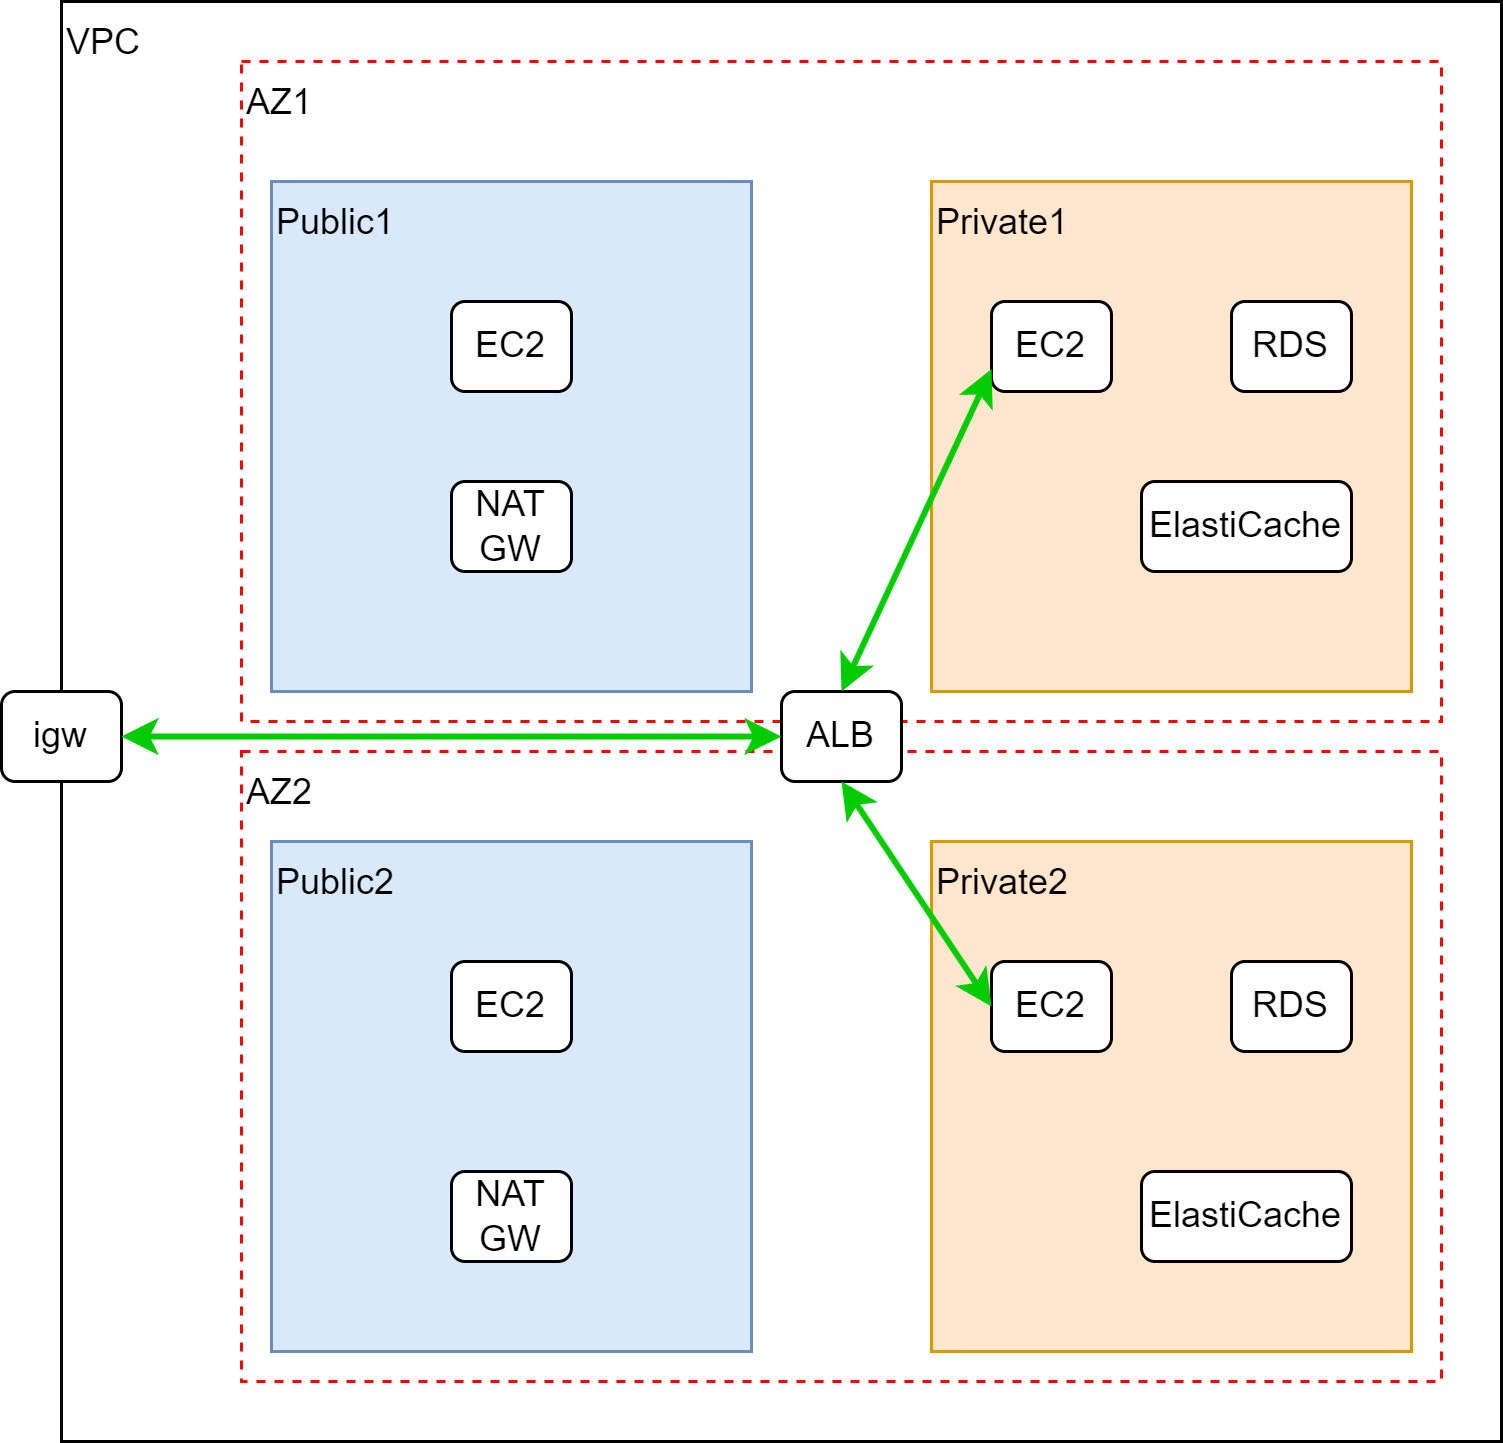 VPC
AZ1
Public1
Private1
EC2
EC2
RDS
NAT
GW
ElastiCache
igw
ALB
AZ2
Public2
Private2
EC2
EC2
RDS
NAT
GW
ElastiCache